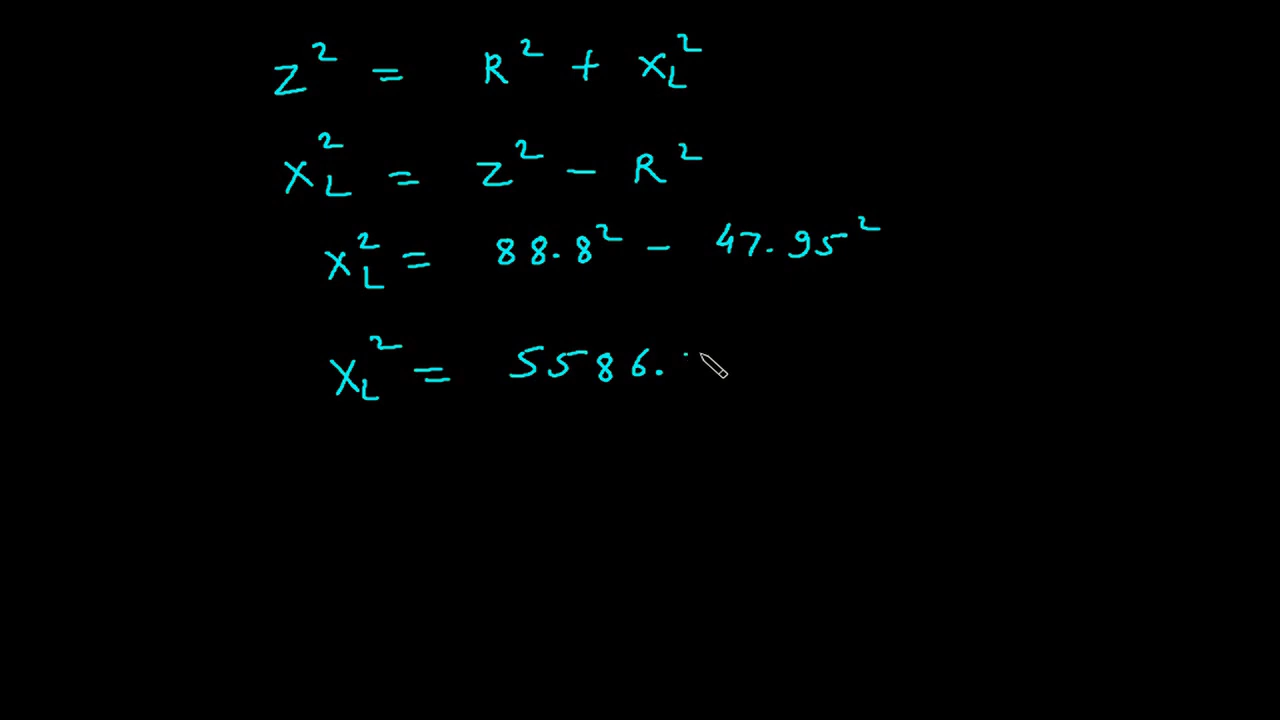 Z² = R² + X_L²
X_L² = Z² - R²
X_L² = 88.8² - 47.95²
X_L² = 5586.